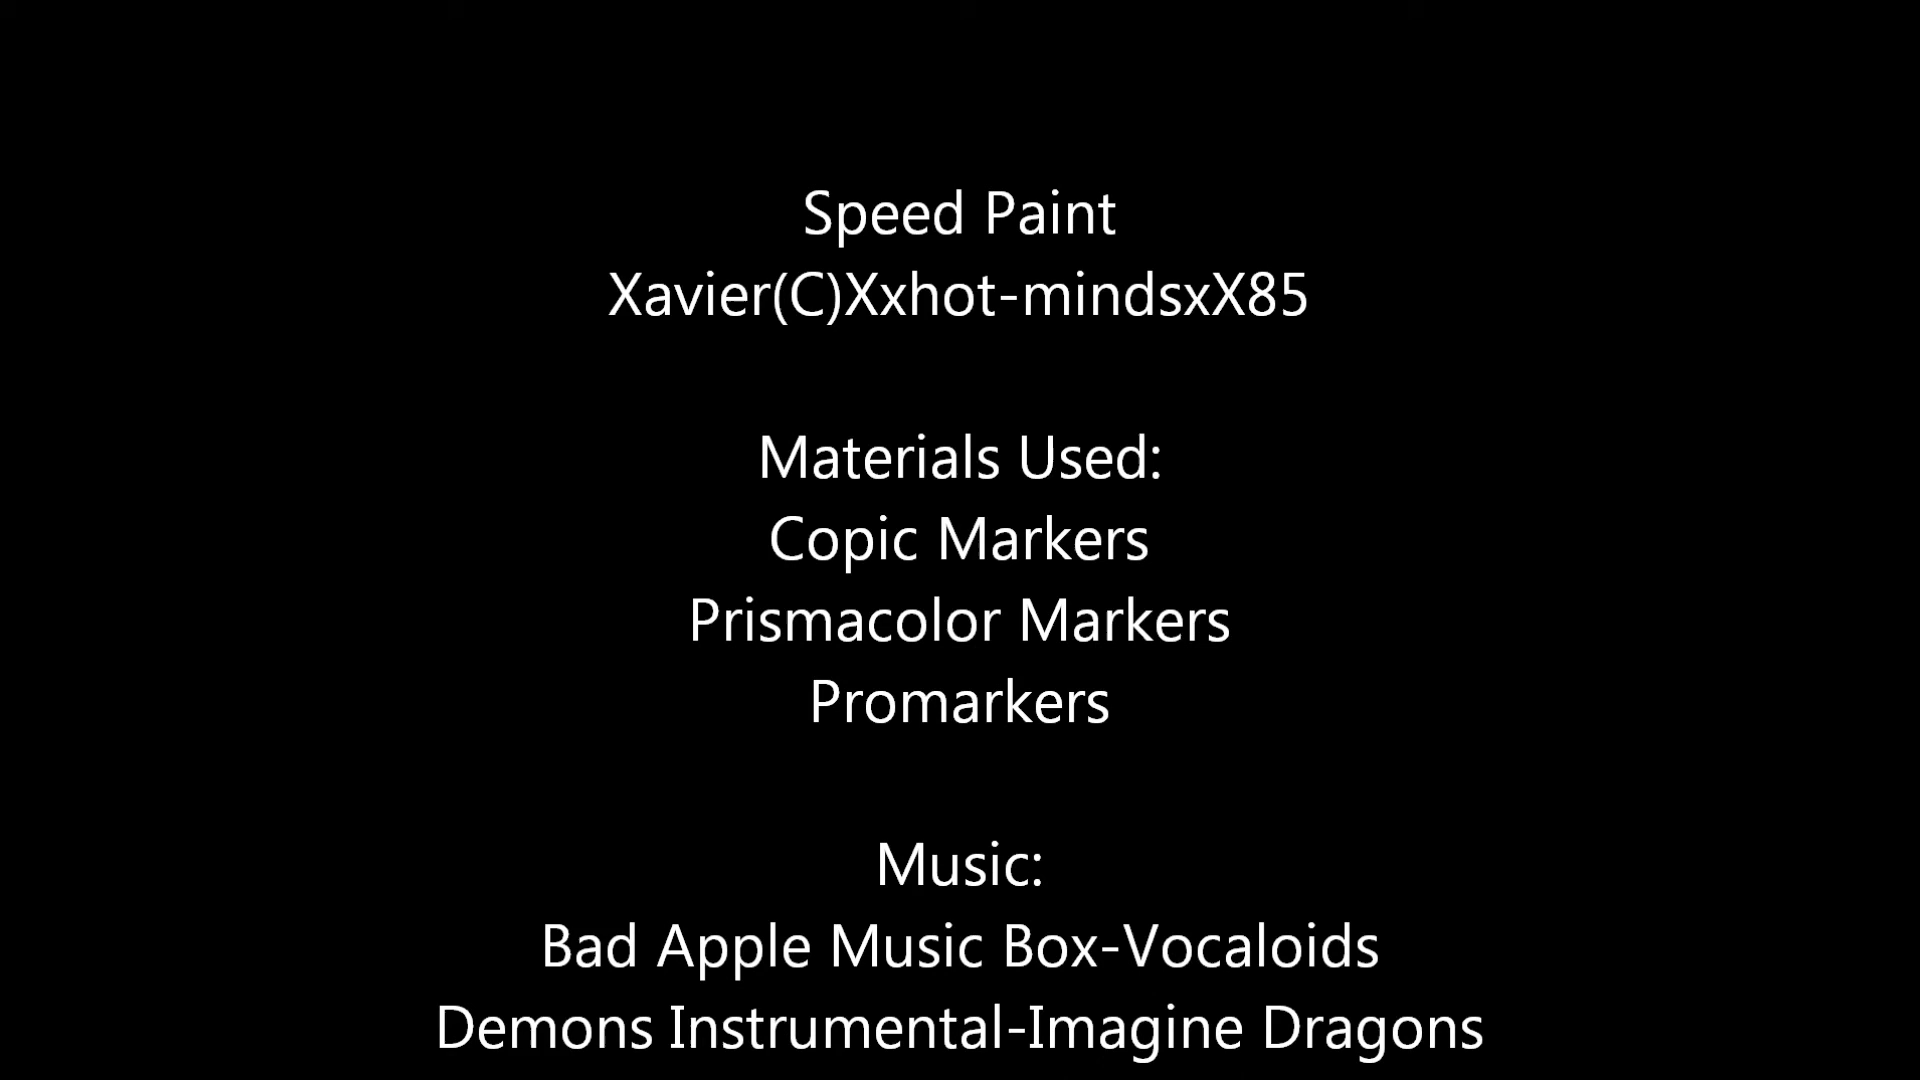 Speed Paint
Xavier(C)Xxhot-mindsxX85
Materials Used:
Copic Markers
Prismacolor Markers
Promarkers
Music:
Bad Apple Music Box-Vocaloids
Demons Instrumental-Imagine Dragons